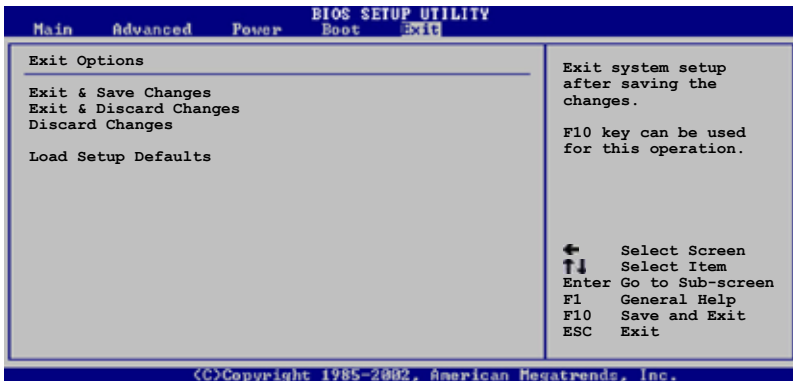 BIOS SETUP UTILITY
Main Advanced Power Boot Exit
Exit Options
Exit & Save Changes
Exit & Discard Changes
Discard Changes
Load Setup Defaults
Exit system setup
after saving the
changes.
F10 key can be used
for this operation.
← Select Screen
↑↓ Select Item
Enter Go to Sub-screen
F1 General Help
F10 Save and Exit
ESC Exit
(C)Copyright 1985-2002, American Megatrends, Inc.